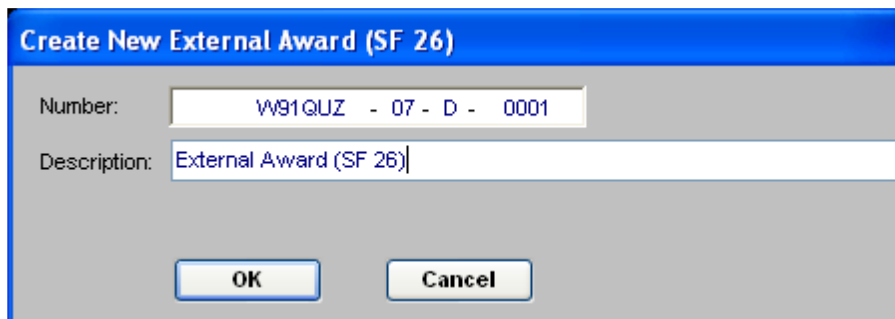 Create New External Award (SF 26)
Number: W91QUZ - 07 - D - 0001
Description: External Award (SF 26)
OK Cancel